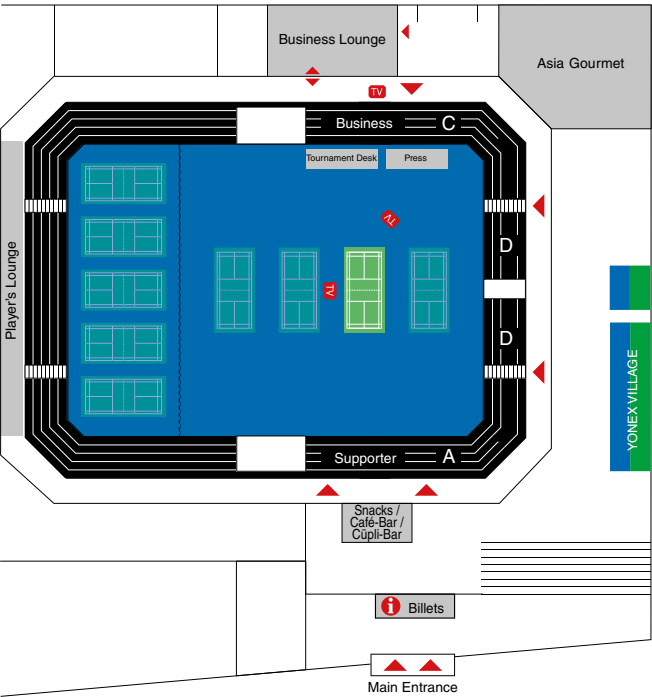 Business Lounge
Asia Gourmet
TV
Business
C
Tournament Desk
Press
TV
D
Player's Lounge
TV
D
YONEX VILLAGE
Supporter
A
Snacks /
Café-Bar /
Cüpli-Bar
i
Billets
Main Entrance